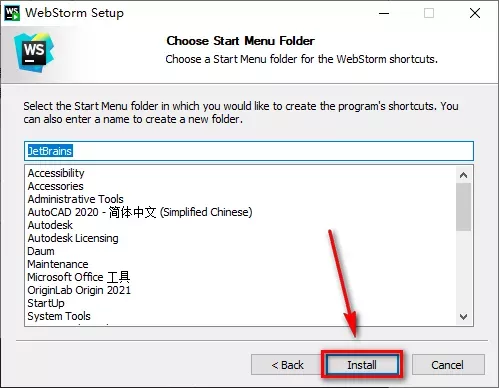 WS
WebStorm Setup
WS
Choose Start Menu Folder
Choose a Start Menu folder for the WebStorm shortcuts.
Select the Start Menu folder in which you would like to create the program's shortcuts. You
can also enter a name to create a new folder.
JetBrains
Accessibility
Accessories
Administrative Tools
AutoCAD 2020 - 简体中文 (Simplified Chinese)
Autodesk
Autodesk Licensing
Daum
Maintenance
Microsoft Office 工具
OriginLab Origin 2021
StartUp
System Tools
< Back
Install
Cancel